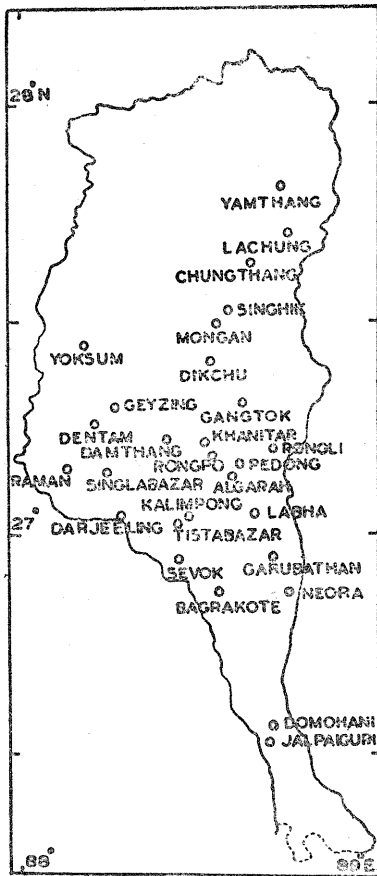 28°N
YAMTHANG
LACHUNG
CHUNGTHANG
SINGHIK
MONGAN
YOKSUM
DIKCHU
GEYZING
GANGTOK
DENTAM
KHANITAR
DAMTHANG
RONGLI
RONGPO
PEDONG
RAMAN
SINGLABAZAR
ALGARAH
KALIMPONG
LABHA
27°
DARJEELING
TISTABAZAR
SEVOK
GARUBATHAN
BAGRAKOTE
NEORA
DOMOHANI
JALPAIGURI
88°
89°E